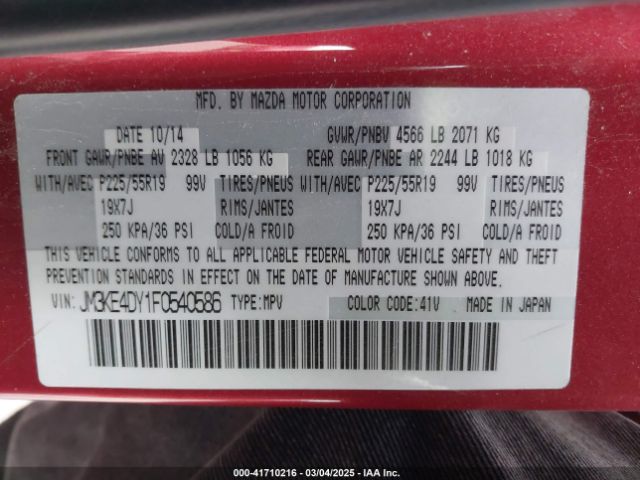 MFD. BY MAZDA MOTOR CORPORATION
DATE 10/14 GVWR/PNBV 4566 LB 2071 KG
FRONT GAWR/PNBE AV 2328 LB 1056 KG REAR GAWR/PNBE AR 2244 LB 1018 KG
WITH/AVEC P225/55R19 99V TIRES/PNEUS WITH/AVEC P225/55R19 99V TIRES/PNEUS
19X7J RIMS/JANTES 19X7J RIMS/JANTES
250 KPA/36 PSI COLD/A FROID 250 KPA/36 PSI COLD/A FROID
THIS VEHICLE CONFORMS TO ALL APPLICABLE FEDERAL MOTOR VEHICLE SAFETY AND THEFT
PREVENTION STANDARDS IN EFFECT ON THE DATE OF MANUFACTURE SHOWN ABOVE.
VIN: JM3KE4DY1F0540586 TYPE:MPV COLOR CODE:41V MADE IN JAPAN
000-41710216 - 03/04/2025 - IAA Inc.